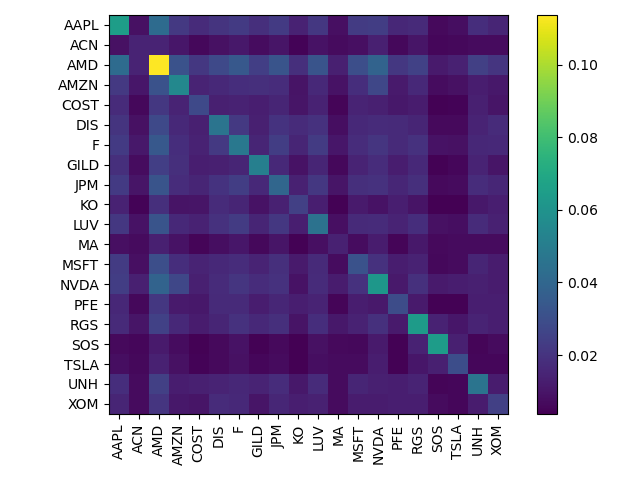 AAPL
ACN
AMD
AMZN
COST
DIS
F
GILD
JPM
KO
LUV
MA
MSFT
NVDA
PFE
RGS
SOS
TSLA
UNH
XOM
AAPL ACN AMD AMZN COST DIS F GILD JPM KO LUV MA MSFT NVDA PFE RGS SOS TSLA UNH XOM
0.10
0.08
0.06
0.04
0.02